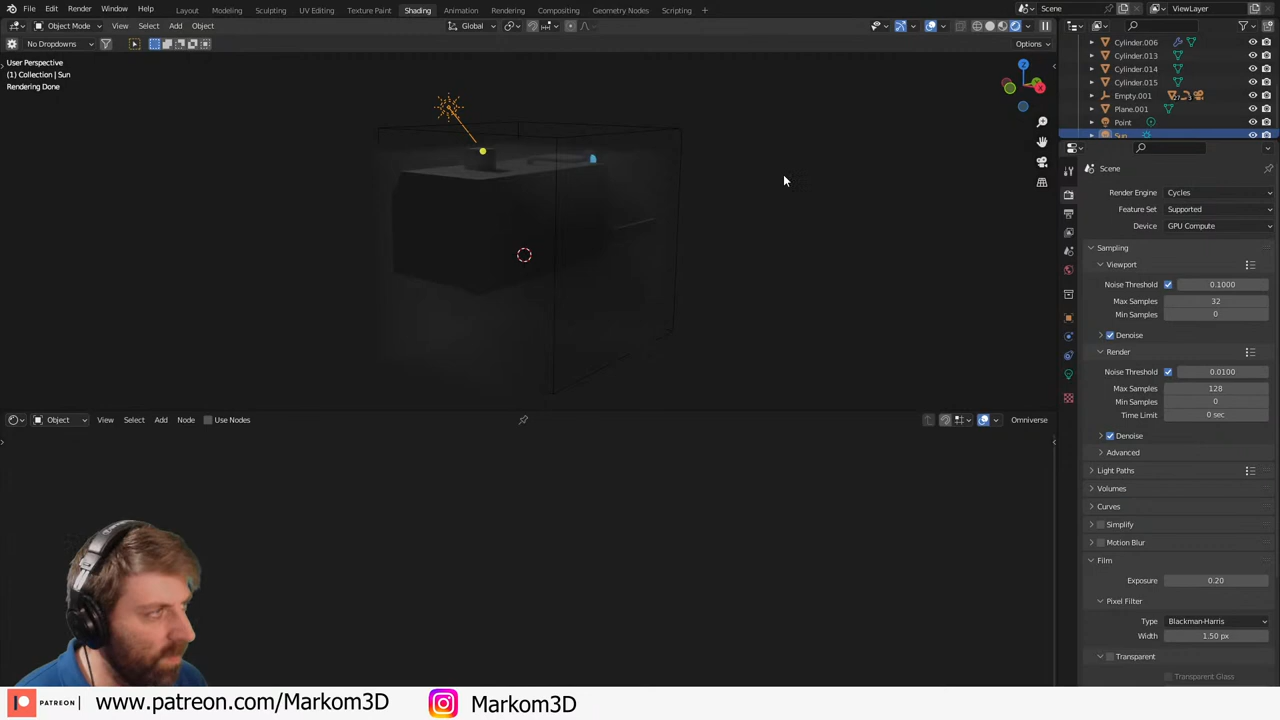 File Edit Render Window Help Layout Modeling Sculpting UV Editing Texture Paint Shading Animation Rendering Compositing Geometry Nodes Scripting + Scene ViewLayer
Object Mode View Select Add Object Global
No Dropdowns Options
User Perspective
(1) Collection | Sun
Rendering Done
Z
Cylinder.006
Cylinder.013
Cylinder.014
Cylinder.015
Empty.001
Plane.001
Point
Sun
Scene
Render Engine Cycles
Feature Set Supported
Device GPU Compute
Sampling
Viewport
Noise Threshold 0.1000
Max Samples 32
Min Samples 0
Denoise
Render
Noise Threshold 0.0100
Max Samples 128
Min Samples 0
Time Limit 0 sec
Denoise
Advanced
Light Paths
Volumes
Curves
Simplify
Motion Blur
Film
Exposure 0.20
Pixel Filter
Type Blackman-Harris
Width 1.50 px
Transparent
Transparent Glass
Object View Select Add Node Use Nodes Omniverse
PATREON www.patreon.com/Markom3D Markom3D